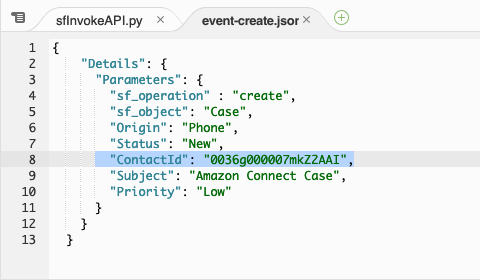 sfInvokeAPI.py × event-create.jsor ×
1 {
2 "Details": {
3 "Parameters": {
4 "sf_operation" : "create",
5 "sf_object": "Case",
6 "Origin": "Phone",
7 "Status": "New",
8 "ContactId": "0036g000007mkZ2AAI",
9 "Subject": "Amazon Connect Case",
10 "Priority": "Low"
11 }
12 }
13 }